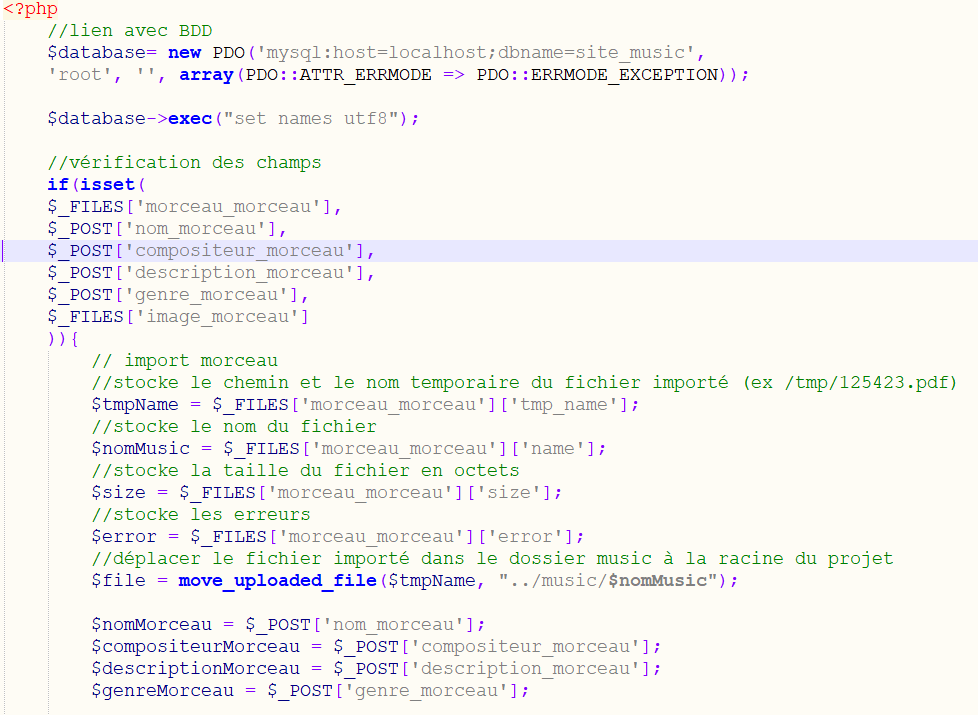 <?php
//lien avec BDD
$database= new PDO('mysql:host=localhost;dbname=site_music',
'root', '', array(PDO::ATTR_ERRMODE => PDO::ERRMODE_EXCEPTION));
$database->exec("set names utf8");
//vérification des champs
if(isset(
$_FILES['morceau_morceau'],
$_POST['nom_morceau'],
$_POST['compositeur_morceau'],
$_POST['description_morceau'],
$_POST['genre_morceau'],
$_FILES['image_morceau']
)){
// import morceau
//stocke le chemin et le nom temporaire du fichier importé (ex /tmp/125423.pdf)
$tmpName = $_FILES['morceau_morceau']['tmp_name'];
//stocke le nom du fichier
$nomMusic = $_FILES['morceau_morceau']['name'];
//stocke la taille du fichier en octets
$size = $_FILES['morceau_morceau']['size'];
//stocke les erreurs
$error = $_FILES['morceau_morceau']['error'];
//déplacer le fichier importé dans le dossier music à la racine du projet
$file = move_uploaded_file($tmpName, "../music/$nomMusic");
$nomMorceau = $_POST['nom_morceau'];
$compositeurMorceau = $_POST['compositeur_morceau'];
$descriptionMorceau = $_POST['description_morceau'];
$genreMorceau = $_POST['genre_morceau'];